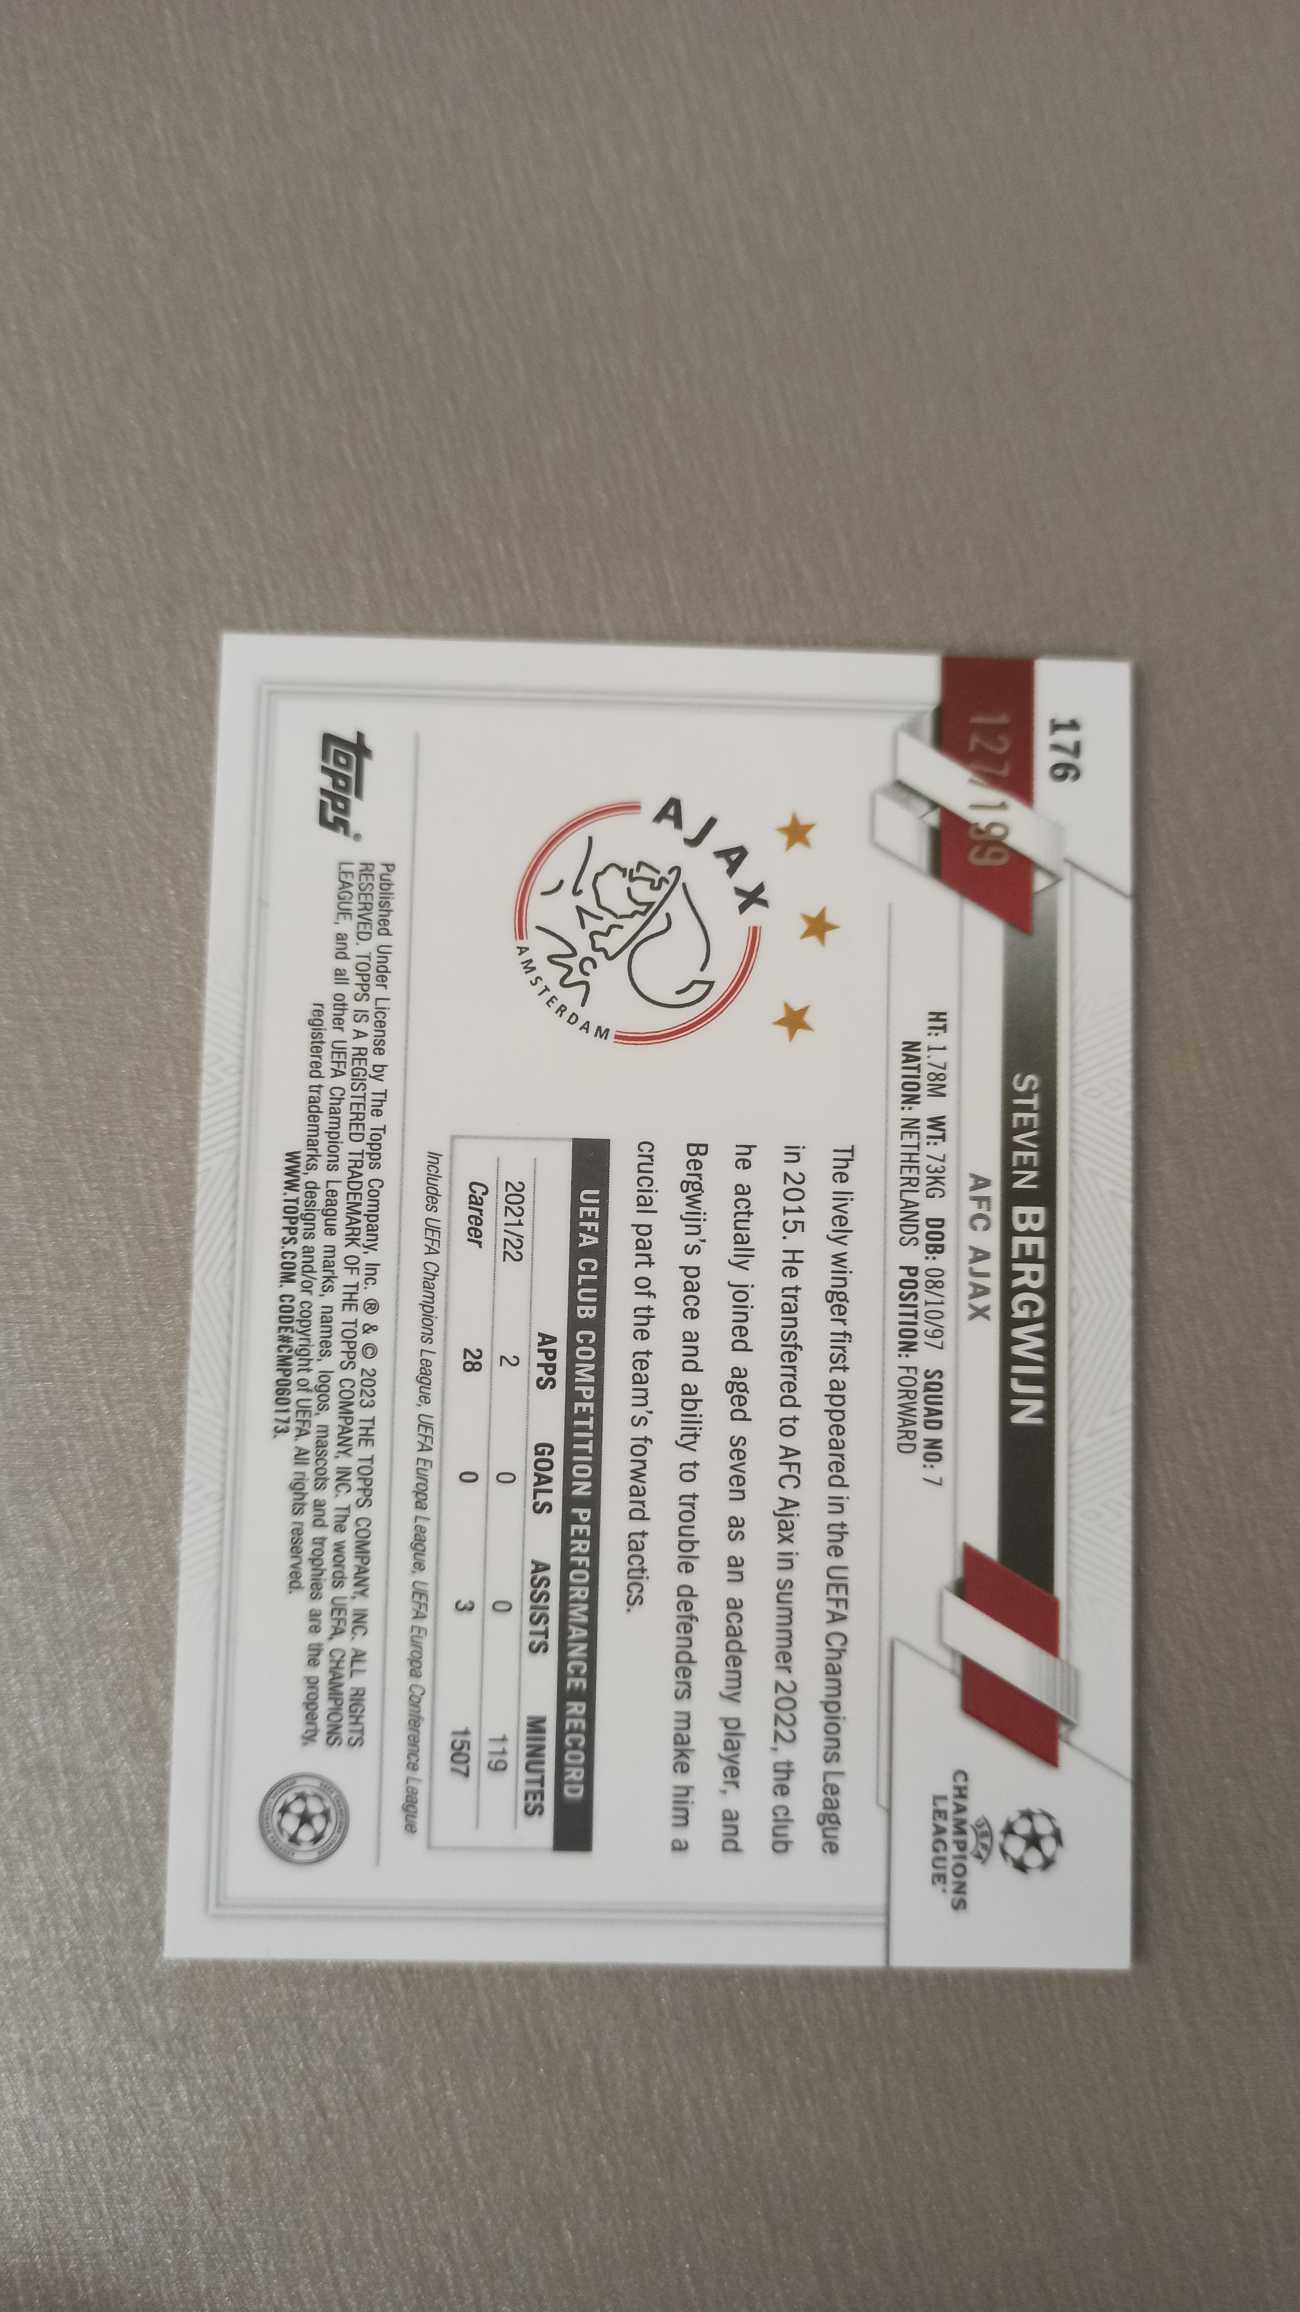 176
127/199
STEVEN BERGWIJN
AFC AJAX
HT: 1.78M WT: 73KG DOB: 08/10/97 SQUAD NO: 7
NATION: NETHERLANDS POSITION: FORWARD
UEFA
CHAMPIONS
LEAGUE
AJAX
AMSTERDAM
The lively winger first appeared in the UEFA Champions League
in 2015. He transferred to AFC Ajax in summer 2022, the club
he actually joined aged seven as an academy player, and
Bergwijn's pace and ability to trouble defenders make him a
crucial part of the team's forward tactics.
UEFA CLUB COMPETITION PERFORMANCE RECORD
APPS GOALS ASSISTS MINUTES
2021/22 2 0 0 119
Career 28 0 3 1507
Includes UEFA Champions League, UEFA Europa League, UEFA Europa Conference League
topps®
Published Under License by The Topps Company, Inc. ® & © 2023 THE TOPPS COMPANY, INC. ALL RIGHTS
RESERVED. TOPPS IS A REGISTERED TRADEMARK OF THE TOPPS COMPANY, INC. The words UEFA, CHAMPIONS
LEAGUE, and all other UEFA Champions League marks, names, logos, mascots and trophies are the property,
registered trademarks, designs and/or copyright of UEFA. All rights reserved.
WWW.TOPPS.COM. CODE#CMP060173.